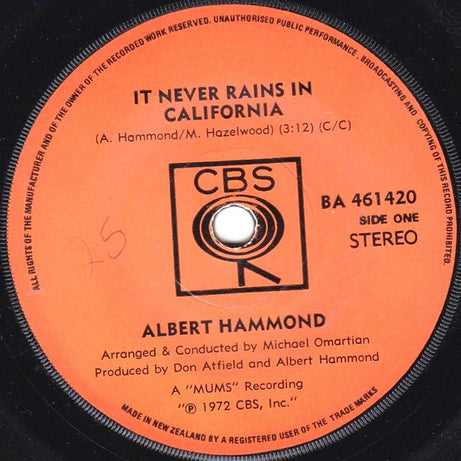 ALL RIGHTS OF THE MANUFACTURER AND OF THE OWNER OF THE RECORDED WORK RESERVED. UNAUTHORISED PUBLIC PERFORMANCE, BROADCASTING AND COPYING OF THIS RECORD PROHIBITED.
IT NEVER RAINS IN
CALIFORNIA
(A. Hammond/M. Hazelwood) (3:12) (C/C)
CBS
BA 461420
SIDE ONE
STEREO
25
ALBERT HAMMOND
Arranged & Conducted by Michael Omartian
Produced by Don Atfield and Albert Hammond
A "MUMS" Recording
"℗ 1972 CBS, Inc."
MADE IN NEW ZEALAND BY A REGISTERED USER OF THE TRADE MARKS